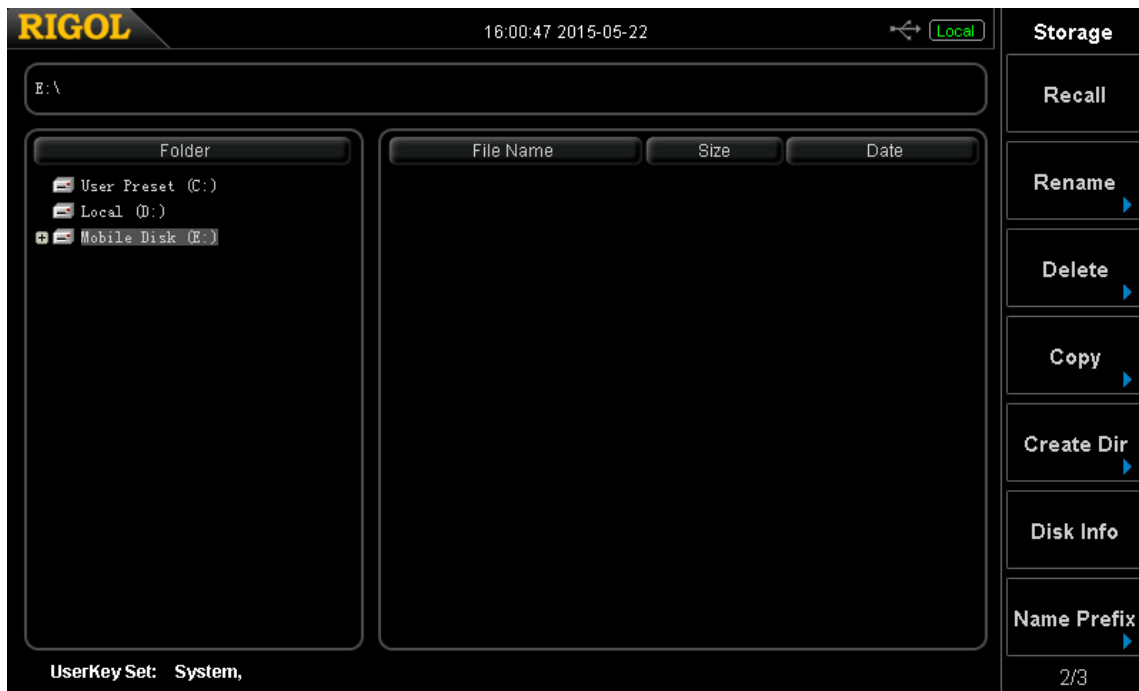 RIGOL
16:00:47 2015-05-22
Local
Storage
E:\
Recall
Folder
File Name Size Date
User Preset (C:)
Local (D:)
Mobile Disk (E:)
Rename
Delete
Copy
Create Dir
Disk Info
Name Prefix
UserKey Set: System,
2/3